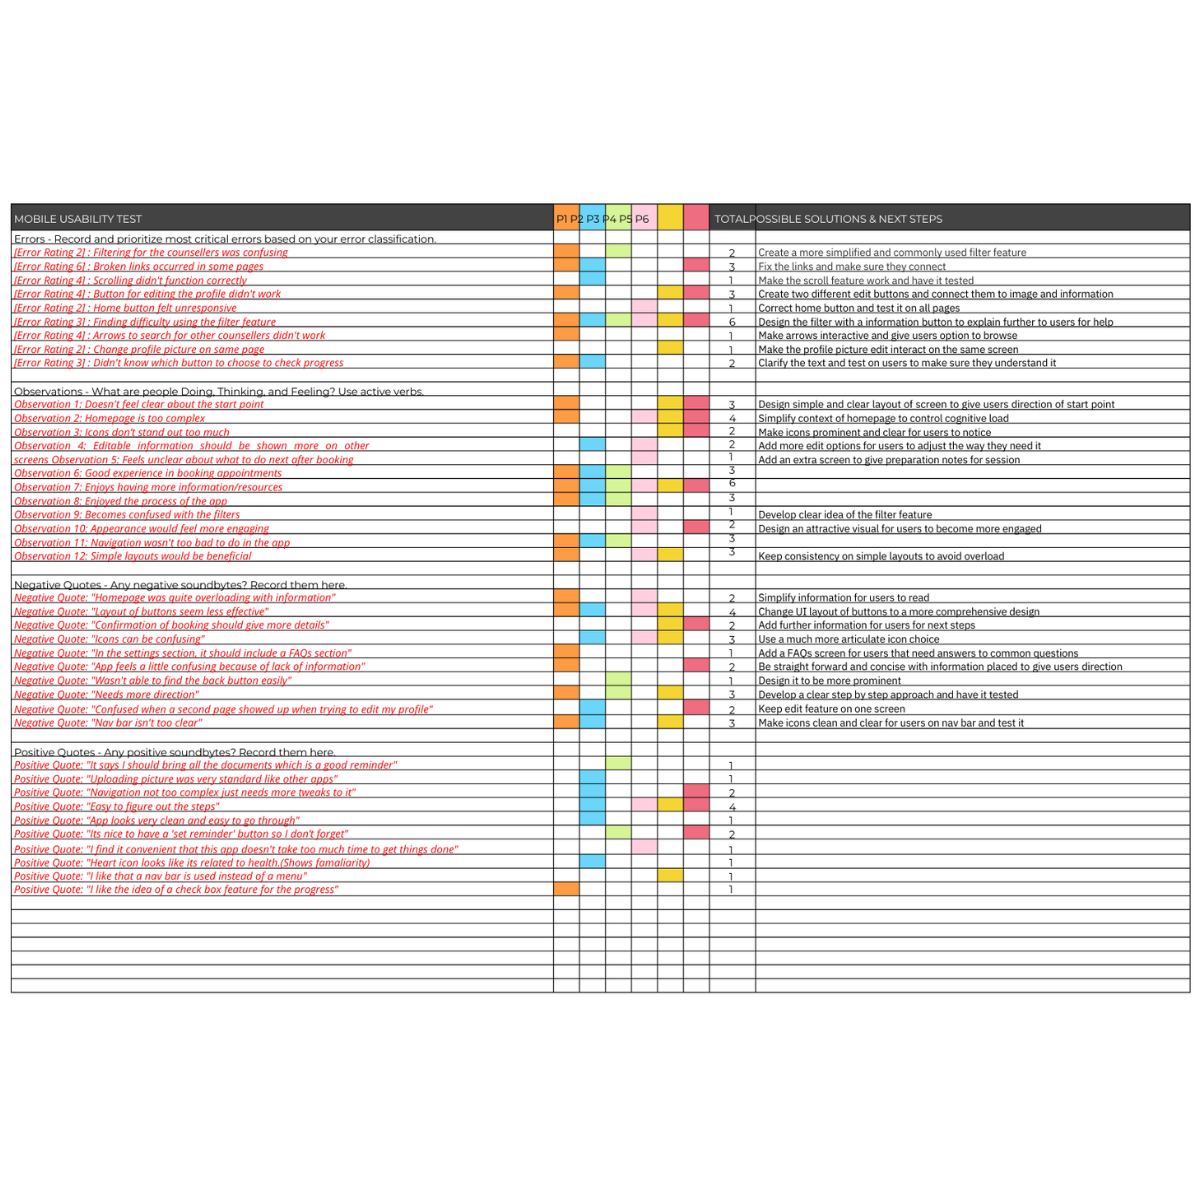 MOBILE USABILITY TEST P1 P2 P3 P4 P5 P6 TOTAL POSSIBLE SOLUTIONS & NEXT STEPS
Errors - Record and prioritize most critical errors based on your error classification.
[Error Rating 2] : Filtering for the counsellers was confusing 2 Create a more simplified and commonly used filter feature
[Error Rating 6] : Broken links occurred in some pages 3 Fix the links and make sure they connect
[Error Rating 4] : Scrolling didn't function correctly 1 Make the scroll feature work and have it tested
[Error Rating 4] : Button for editing the profile didn't work 3 Create two different edit buttons and connect them to image and information
[Error Rating 2] : Home button felt unresponsive 1 Correct home button and test it on all pages
[Error Rating 3] : Finding difficulty using the filter feature 6 Design the filter with a information button to explain further to users for help
[Error Rating 4] : Arrows to search for other counsellers didn't work 1 Make arrows interactive and give users option to browse
[Error Rating 2] : Change profile picture on same page 1 Make the profile picture edit interact on the same screen
[Error Rating 3] : Didn't know which button to choose to check progress 2 Clarify the text and test on users to make sure they understand it
Observations - What are people Doing, Thinking, and Feeling? Use active verbs.
Observation 1: Doesn't feel clear about the start point 3 Design simple and clear layout of screen to give users direction of start point
Observation 2: Homepage is too complex 4 Simplify context of homepage to control cognitive load
Observation 3: Icons don't stand out too much 2 Make icons prominent and clear for users to notice
Observation 4: Editable information should be shown more on other 2 Add more edit options for users to adjust the way they need it
screens Observation 5: Feels unclear about what to do next after booking 1 Add an extra screen to give preparation notes for session
Observation 6: Good experience in booking appointments 3
Observation 7: Enjoys having more information/resources 6
Observation 8: Enjoyed the process of the app 3
Observation 9: Becomes confused with the filters 1 Develop clear idea of the filter feature
Observation 10: Appearance would feel more engaging 2 Design an attractive visual for users to become more engaged
Observation 11: Navigation wasn't too bad to do in the app 3
Observation 12: Simple layouts would be beneficial 3 Keep consistency on simple layouts to avoid overload
Negative Quotes - Any negative soundbytes? Record them here.
Negative Quote: "Homepage was quite overloading with information" 2 Simplify information for users to read
Negative Quote: "Layout of buttons seem less effective" 4 Change UI layout of buttons to a more comprehensive design
Negative Quote: "Confirmation of booking should give more details" 2 Add further information for users for next steps
Negative Quote: "Icons can be confusing" 3 Use a much more articulate icon choice
Negative Quote: "In the settings section, it should include a FAQs section" 1 Add a FAQs screen for users that need answers to common questions
Negative Quote: "App feels a little confusing because of lack of information" 2 Be straight forward and concise with information placed to give users direction
Negative Quote: "Wasn't able to find the back button easily" 1 Design it to be more prominent
Negative Quote: "Needs more direction" 3 Develop a clear step by step approach and have it tested
Negative Quote: "Confused when a second page showed up when trying to edit my profile" 2 Keep edit feature on one screen
Negative Quote: "Nav bar isn't too clear" 3 Make icons clean and clear for users on nav bar and test it
Positive Quotes - Any positive soundbytes? Record them here.
Positive Quote: "It says I should bring all the documents which is a good reminder" 1
Positive Quote: "Uploading picture was very standard like other apps" 1
Positive Quote: "Navigation not too complex just needs more tweaks to it" 2
Positive Quote: "Easy to figure out the steps" 4
Positive Quote: "App looks very clean and easy to go through" 1
Positive Quote: "Its nice to have a 'set reminder' button so I don't forget" 2
Positive Quote: "I find it convenient that this app doesn't take too much time to get things done" 1
Positive Quote: "Heart icon looks like its related to health.(Shows famaliarity) 1
Positive Quote: "I like that a nav bar is used instead of a menu" 1
Positive Quote: "I like the idea of a check box feature for the progress" 1